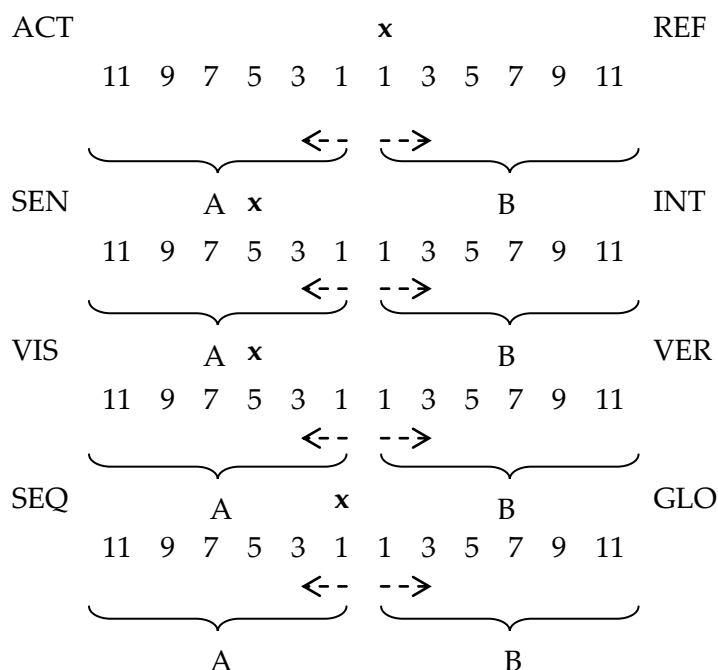 ACT x REF
11 9 7 5 3 1 1 3 5 7 9 11
SEN A x B INT
11 9 7 5 3 1 1 3 5 7 9 11
VIS A x B VER
11 9 7 5 3 1 1 3 5 7 9 11
SEQ A x B GLO
11 9 7 5 3 1 1 3 5 7 9 11
A B